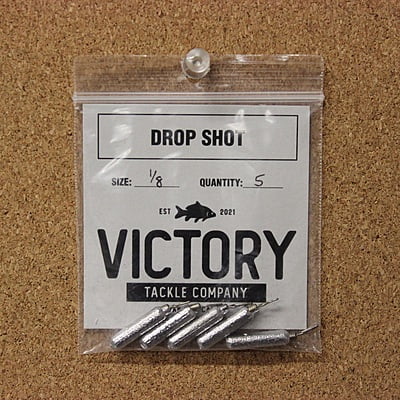 DROP SHOT
SIZE: 1/8 QUANTITY: 5
EST 2021
VICTORY
TACKLE COMPANY